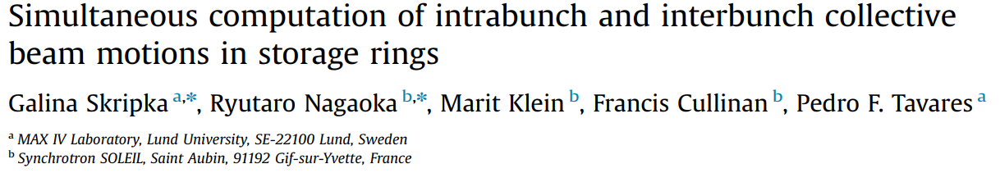 Simultaneous computation of intrabunch and interbunch collective
beam motions in storage rings
Galina Skripka a,*, Ryutaro Nagaoka b,*, Marit Klein b, Francis Cullinan b, Pedro F. Tavares a
a MAX IV Laboratory, Lund University, SE-22100 Lund, Sweden
b Synchrotron SOLEIL, Saint Aubin, 91192 Gif-sur-Yvette, France